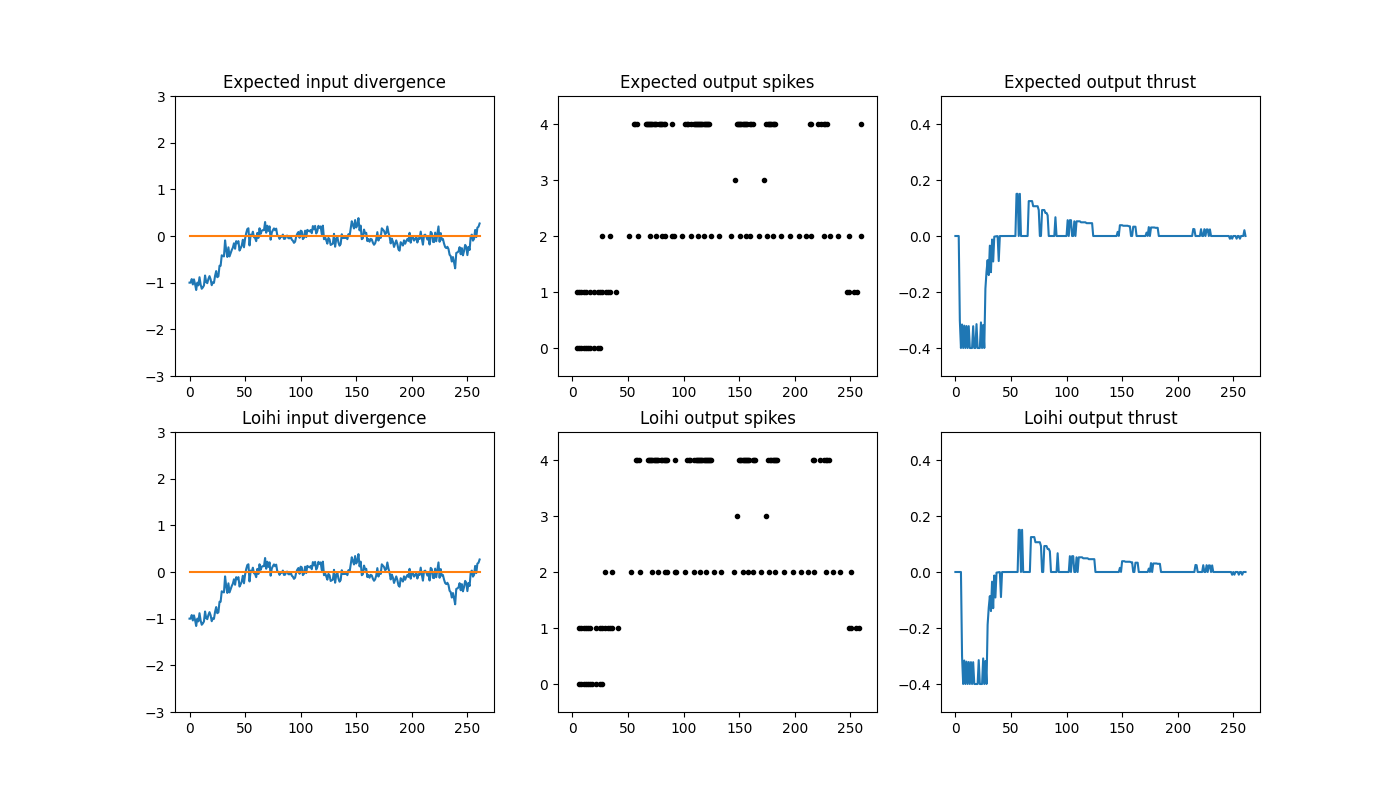 Expected input divergence
3
2
1
0
−1
−2
−3
0 50 100 150 200 250
Expected output spikes
4
3
2
1
0
0 50 100 150 200 250
Expected output thrust
0.4
0.2
0.0
−0.2
−0.4
0 50 100 150 200 250
Loihi input divergence
3
2
1
0
−1
−2
−3
0 50 100 150 200 250
Loihi output spikes
4
3
2
1
0
0 50 100 150 200 250
Loihi output thrust
0.4
0.2
0.0
−0.2
−0.4
0 50 100 150 200 250